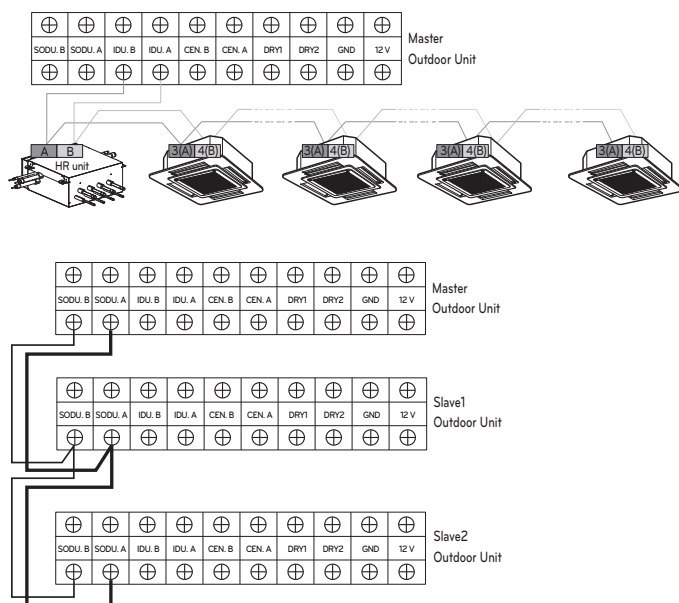 SODU. B SODU. A IDU. B IDU. A CEN. B CEN. A DRY1 DRY2 GND 12 V
Master
Outdoor Unit
A B
HR unit
3(A) 4(B) 3(A) 4(B) 3(A) 4(B) 3(A) 4(B)
SODU. B SODU. A IDU. B IDU. A CEN. B CEN. A DRY1 DRY2 GND 12 V
Master
Outdoor Unit
SODU. B SODU. A IDU. B IDU. A CEN. B CEN. A DRY1 DRY2 GND 12 V
Slave1
Outdoor Unit
SODU. B SODU. A IDU. B IDU. A CEN. B CEN. A DRY1 DRY2 GND 12 V
Slave2
Outdoor Unit